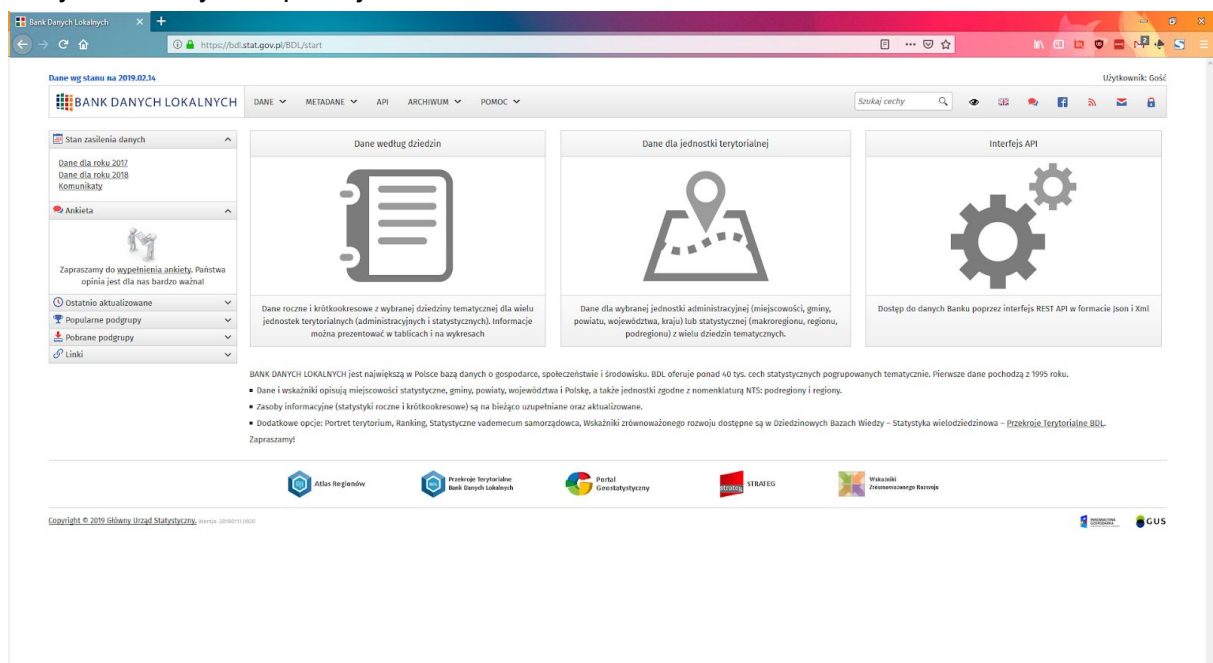 Bank Danych Lokalnych
https://bdl.stat.gov.pl/BDL/start
2
Dane wg stanu na 2019.02.14
Użytkownik: Gość
BANK DANYCH LOKALNYCH
DANE
METADANE
API
ARCHIWUM
POMOC
Szukaj cechy
Stan zasilenia danych
Dane dla roku 2017
Dane dla roku 2018
Komunikaty
Ankieta
Zapraszamy do wypełnienia ankiety. Państwa
opinia jest dla nas bardzo ważna!
Ostatnio aktualizowane
Popularne podgrupy
Pobrane podgrupy
Linki
Dane według dziedzin
Dane roczne i krótkookresowe z wybranej dziedziny tematycznej dla wielu
jednostek terytorialnych (administracyjnych i statystycznych). Informacje
można prezentować w tablicach i na wykresach
Dane dla jednostki terytorialnej
Dane dla wybranej jednostki administracyjnej (miejscowości, gminy,
powiatu, województwa, kraju) lub statystycznej (makroregionu, regionu,
podregionu) z wielu dziedzin tematycznych.
Interfejs API
Dostęp do danych Banku poprzez interfejs REST API w formacie Json i Xml
BANK DANYCH LOKALNYCH jest największą w Polsce bazą danych o gospodarce, społeczeństwie i środowisku. BDL oferuje ponad 40 tys. cech statystycznych pogrupowanych tematycznie. Pierwsze dane pochodzą z 1995 roku.
▪ Dane i wskaźniki opisują miejscowości statystyczne, gminy, powiaty, województwa i Polskę, a także jednostki zgodne z nomenklaturą NTS: podregiony i regiony.
▪ Zasoby informacyjne (statystyki roczne i krótkookresowe) są na bieżąco uzupełniane oraz aktualizowane.
▪ Dodatkowe opcje: Portret terytorium, Ranking, Statystyczne vademecum samorządowca, Wskaźniki zrównoważonego rozwoju dostępne są w Dziedzinowych Bazach Wiedzy – Statystyka wielodziedzinowa – Przekroje Terytorialne BDL.
Zapraszamy!
Atlas Regionów
Przekroje Terytorialne
Bank Danych Lokalnych
Portal
Geostatystyczny
STRATEG
Wskaźniki
Zrównoważonego Rozwoju
Copyright © 2019 Główny Urząd Statystyczny.
GUS